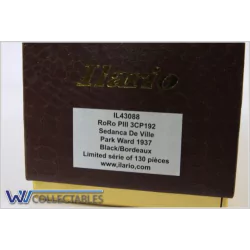 Ilario
IL43088
RoRo PIII 3CP192
Sedanca De Ville
Park Ward 1937
Black/Bordeaux
Limited série of 130 pièces
www.ilario.com
COLLECTABLES